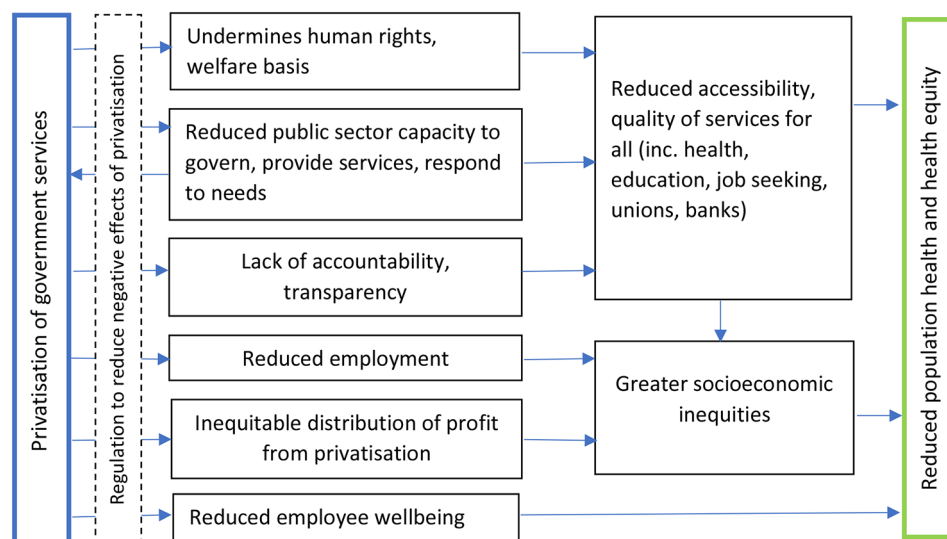 Privatisation of government services
Regulation to reduce negative effects of privatisation
Undermines human rights,
welfare basis
Reduced public sector capacity to
govern, provide services, respond
to needs
Lack of accountability,
transparency
Reduced employment
Inequitable distribution of profit
from privatisation
Reduced employee wellbeing
Reduced accessibility,
quality of services for
all (inc. health,
education, job seeking,
unions, banks)
Greater socioeconomic
inequities
Reduced population health and health equity